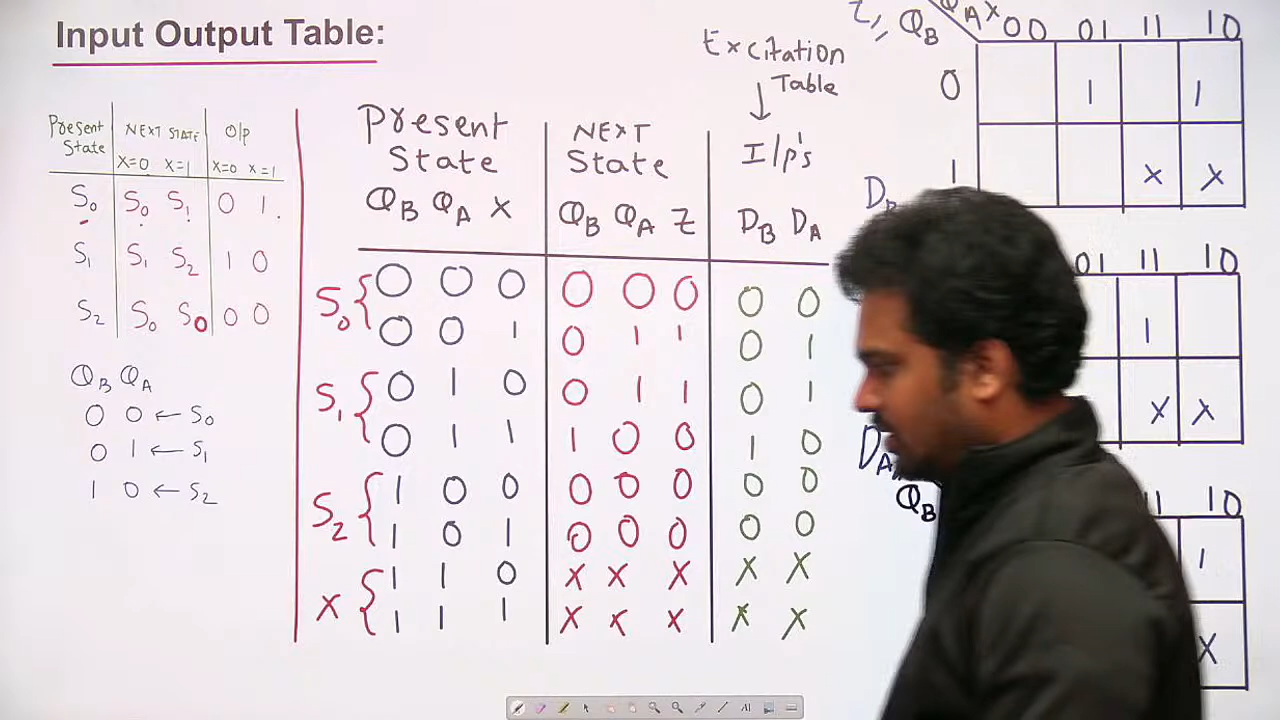 Input Output Table:
Present State | NEXT STATE | O/p
X=0 X=1 | X=0 X=1
S0 | S0 S1 | 0 1
S1 | S1 S2 | 1 0
S2 | S0 S0 | 0 0
QB QA
0 0 ← S0
0 1 ← S1
1 0 ← S2
Excitation
Table
↓
Present State | NEXT State | I/p's
QB QA X | QB QA Z | DB DA
S0 { 0 0 0 | 0 0 0 | 0 0
0 0 1 | 0 1 1 | 0 1
S1 { 0 1 0 | 0 1 1 | 0 1
0 1 1 | 1 0 0 | 1 0
S2 { 1 0 0 | 0 0 0 | 0 0
1 0 1 | 0 0 0 | 0 0
X { 1 1 0 | X X X | X X
1 1 1 | X X X | X X
Z, QB QA X 00 01 11 10
0 1 1
1 X X
01 11 10
1
X X
DA
QB
11 10
1
X